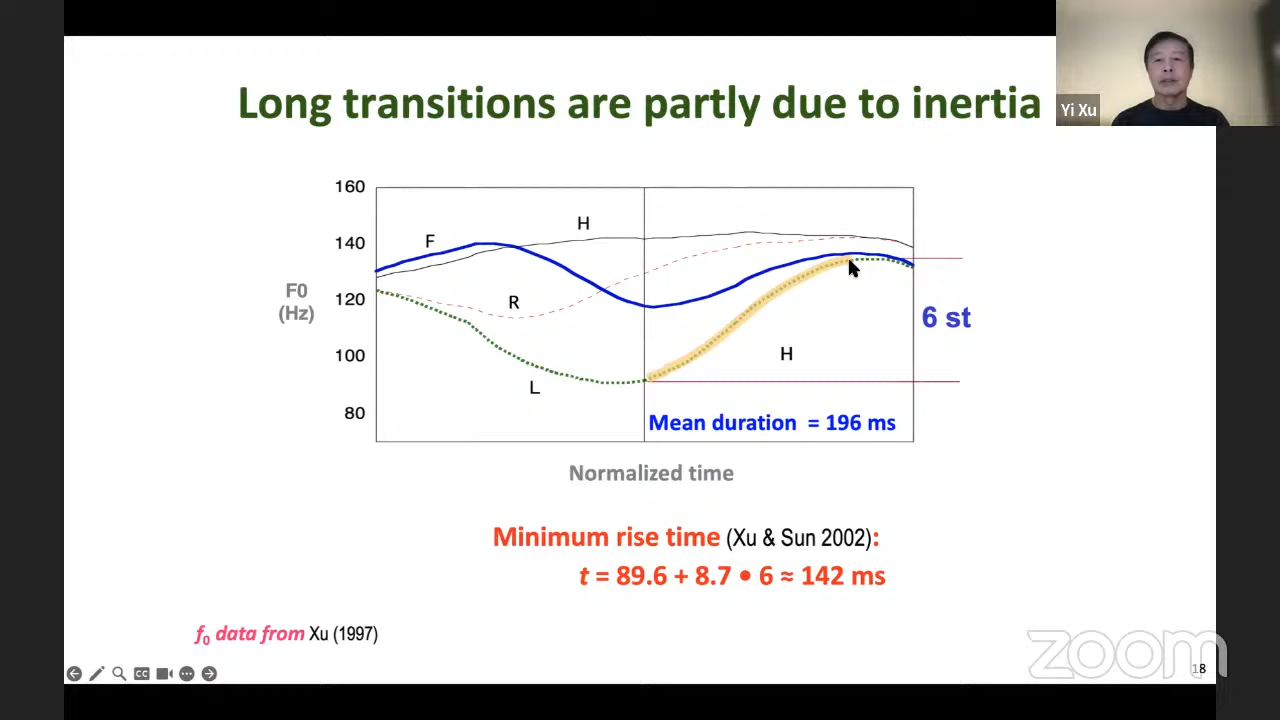 Long transitions are partly due to inertia
Yi Xu
160
140
120
100
80
F0
(Hz)
F
H
R
L
H
6 st
Mean duration = 196 ms
Normalized time
Minimum rise time (Xu & Sun 2002):
t = 89.6 + 8.7 • 6 ≈ 142 ms
f₀ data from Xu (1997)
CC
zoom
18